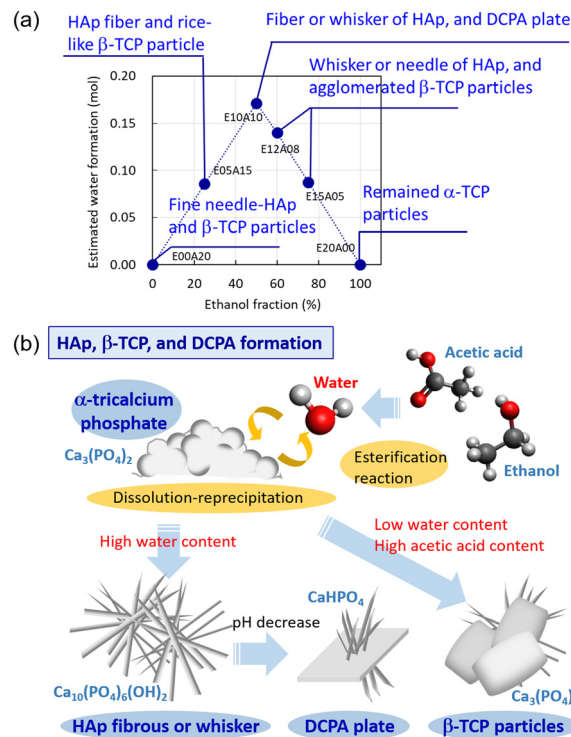 (a)
HAp fiber and rice-
like β-TCP particle
Fiber or whisker of HAp, and DCPA plate
Whisker or needle of HAp, and
agglomerated β-TCP particles
Estimated water formation (mol)
0.20
0.15
0.10
0.05
0.00
E10A10
E12A08
E05A15
E15A05
Fine needle-HAp
and β-TCP particles
Remained α-TCP
particles
E00A20
E20A00
0 20 40 60 80 100
Ethanol fraction (%)
(b)
HAp, β-TCP, and DCPA formation
Acetic acid
Water
α-tricalcium
phosphate
Ca3(PO4)2
Esterification
reaction
Ethanol
Dissolution-reprecipitation
High water content
Low water content
High acetic acid content
CaHPO4
pH decrease
Ca10(PO4)6(OH)2
Ca3(PO4)
HAp fibrous or whisker
DCPA plate
β-TCP particles